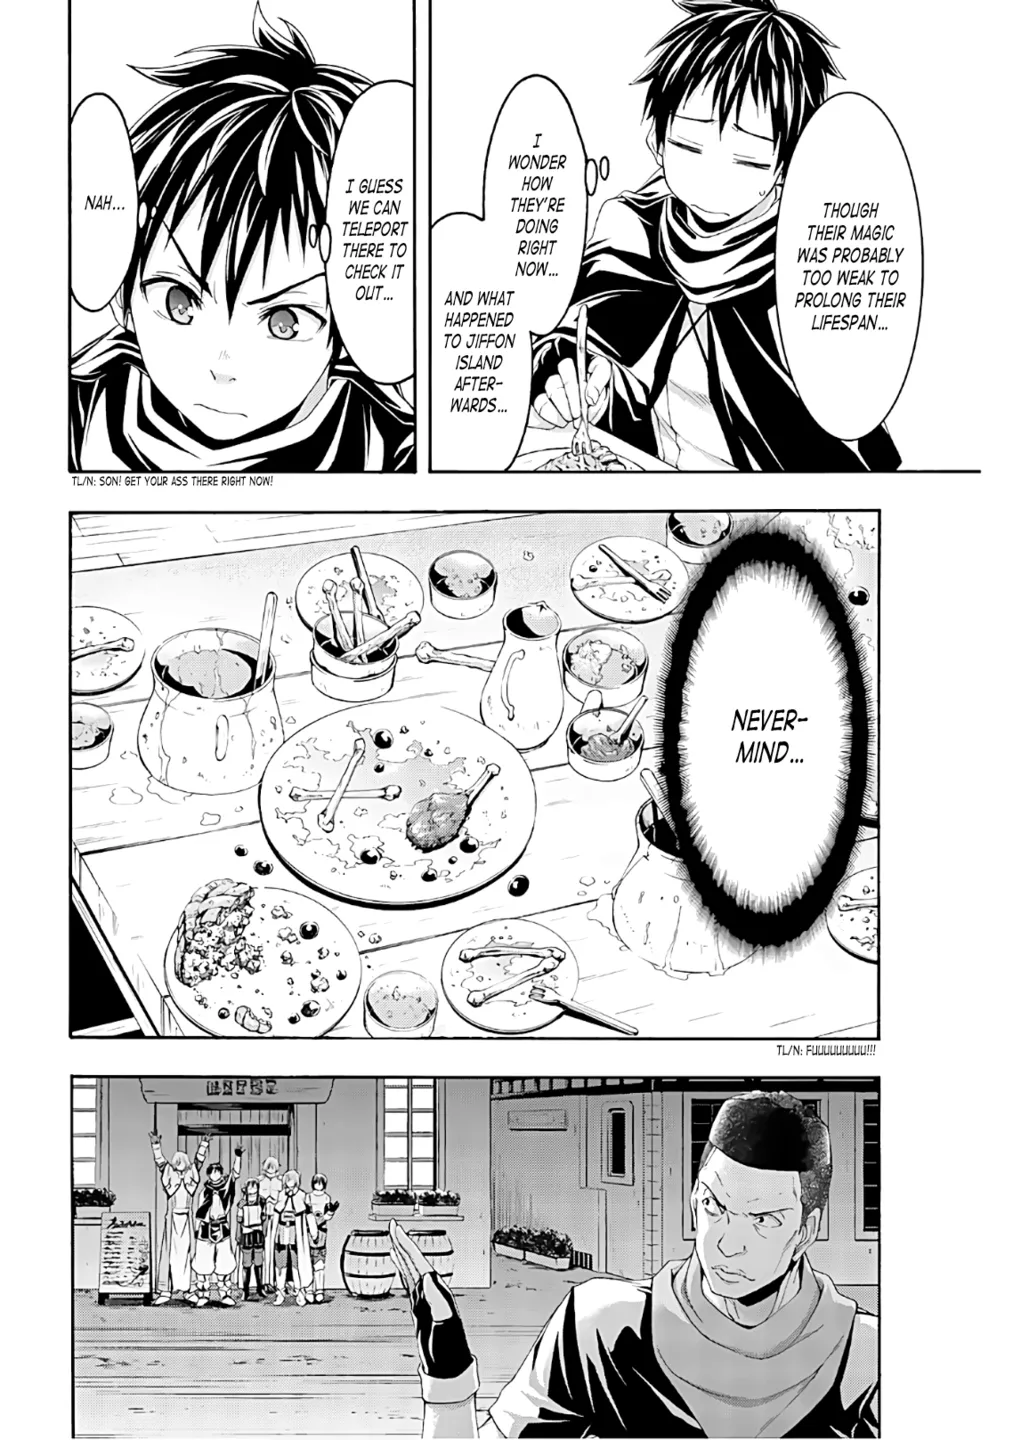 THOUGH
THEIR MAGIC
WAS PROBABLY
TOO WEAK TO
PROLONG THEIR
LIFESPAN...
I
WONDER
HOW
THEY'RE
DOING
RIGHT
NOW...
AND WHAT
HAPPENED
TO JIFFON
ISLAND
AFTER-
WARDS...
I GUESS
WE CAN
TELEPORT
THERE TO
CHECK IT
OUT...
NAH...
TL/N: SON! GET YOUR ASS THERE RIGHT NOW!
NEVER-
MIND...
TL/N: FUUUUUUUUU!!!